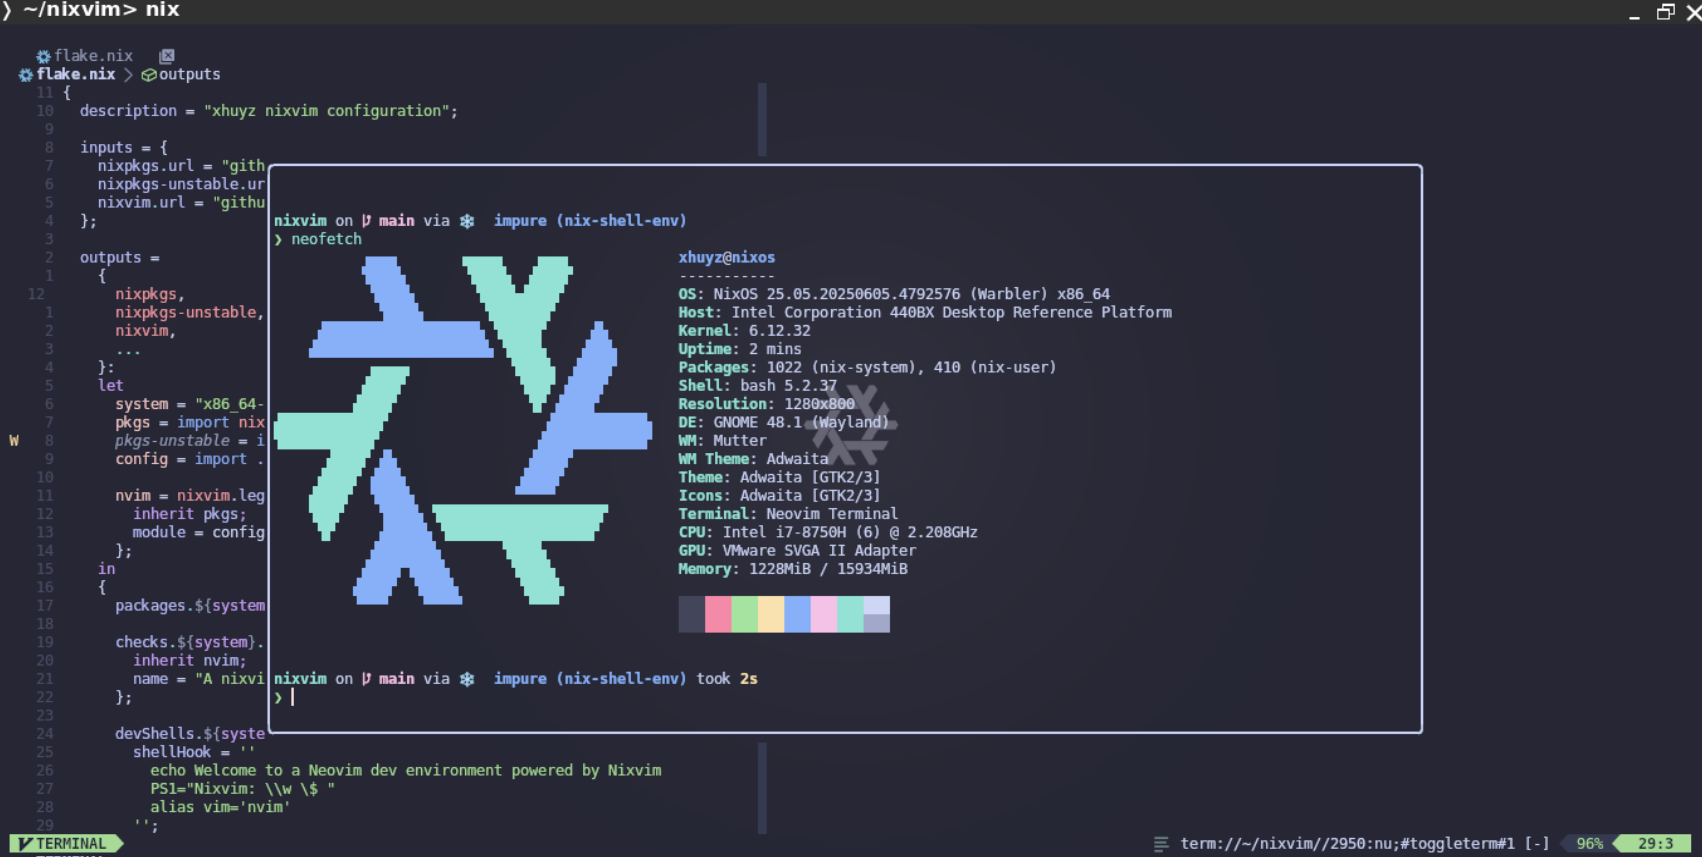 ❭ ~/nixvim> nix
flake.nix
flake.nix > outputs
11 {
10 description = "xhuyz nixvim configuration";
9
8 inputs = {
7 nixpkgs.url = "gith
6 nixpkgs-unstable.ur
5 nixvim.url = "githu
4 };
3
2 outputs =
1 {
12 nixpkgs,
1 nixpkgs-unstable,
2 nixvim,
3 ...
4 }:
5 let
6 system = "x86_64-
7 pkgs = import nix
W 8 pkgs-unstable = i
9 config = import .
10
11 nvim = nixvim.leg
12 inherit pkgs;
13 module = config
14 };
15 in
16 {
17 packages.${system
18
19 checks.${system}.
20 inherit nvim;
21 name = "A nixvi
22 };
23
24 devShells.${syste
25 shellHook = ''
26 echo Welcome to a Neovim dev environment powered by Nixvim
27 PS1="Nixvim: \\w \$ "
28 alias vim='nvim'
29 '';
nixvim on main via ❄ impure (nix-shell-env)
❯ neofetch
xhuyz@nixos
-----------
OS: NixOS 25.05.20250605.4792576 (Warbler) x86_64
Host: Intel Corporation 440BX Desktop Reference Platform
Kernel: 6.12.32
Uptime: 2 mins
Packages: 1022 (nix-system), 410 (nix-user)
Shell: bash 5.2.37
Resolution: 1280x800
DE: GNOME 48.1 (Wayland)
WM: Mutter
WM Theme: Adwaita
Theme: Adwaita [GTK2/3]
Icons: Adwaita [GTK2/3]
Terminal: Neovim Terminal
CPU: Intel i7-8750H (6) @ 2.208GHz
GPU: VMware SVGA II Adapter
Memory: 1228MiB / 15934MiB
nixvim on main via ❄ impure (nix-shell-env) took 2s
❯
TERMINAL term://~/nixvim//2950:nu;#toggleterm#1 [-] 96% 29:3
TERMINAL